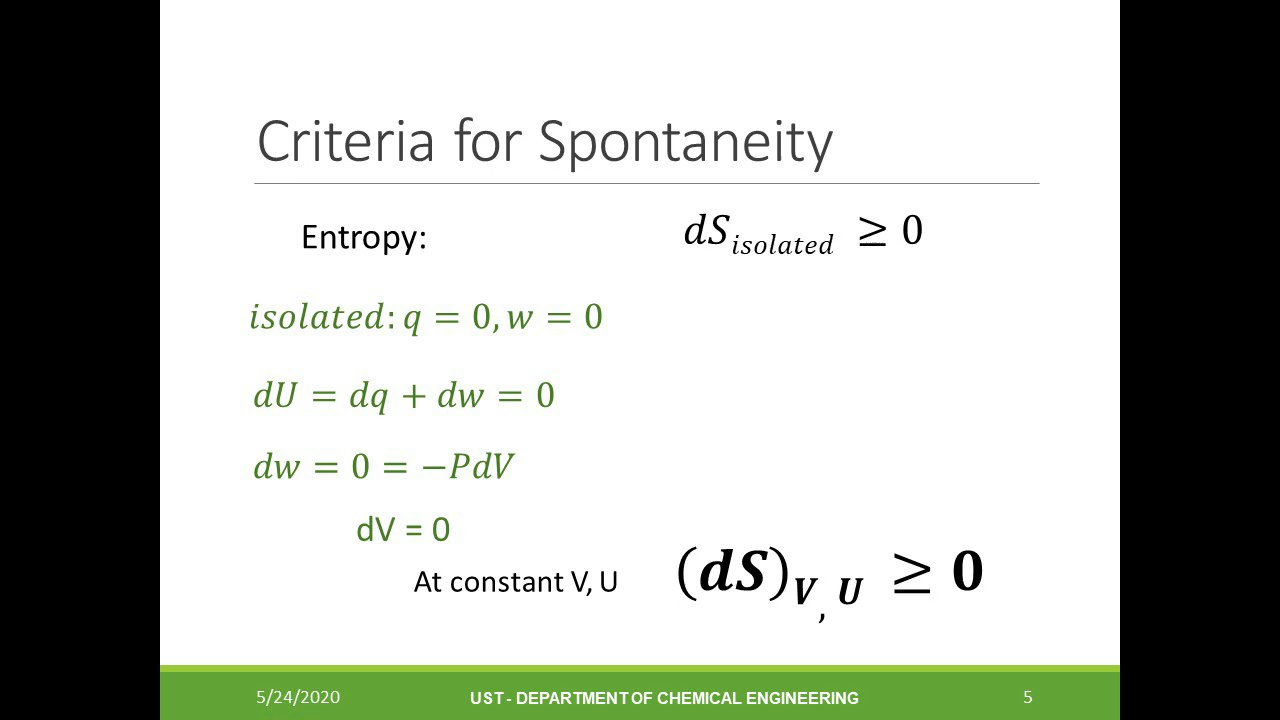 Criteria for Spontaneity
Entropy: dS_isolated ≥ 0
isolated: q = 0, w = 0
dU = dq + dw = 0
dw = 0 = −PdV
dV = 0
At constant V, U (dS)_V, U ≥ 0
5/24/2020 UST - DEPARTMENT OF CHEMICAL ENGINEERING 5